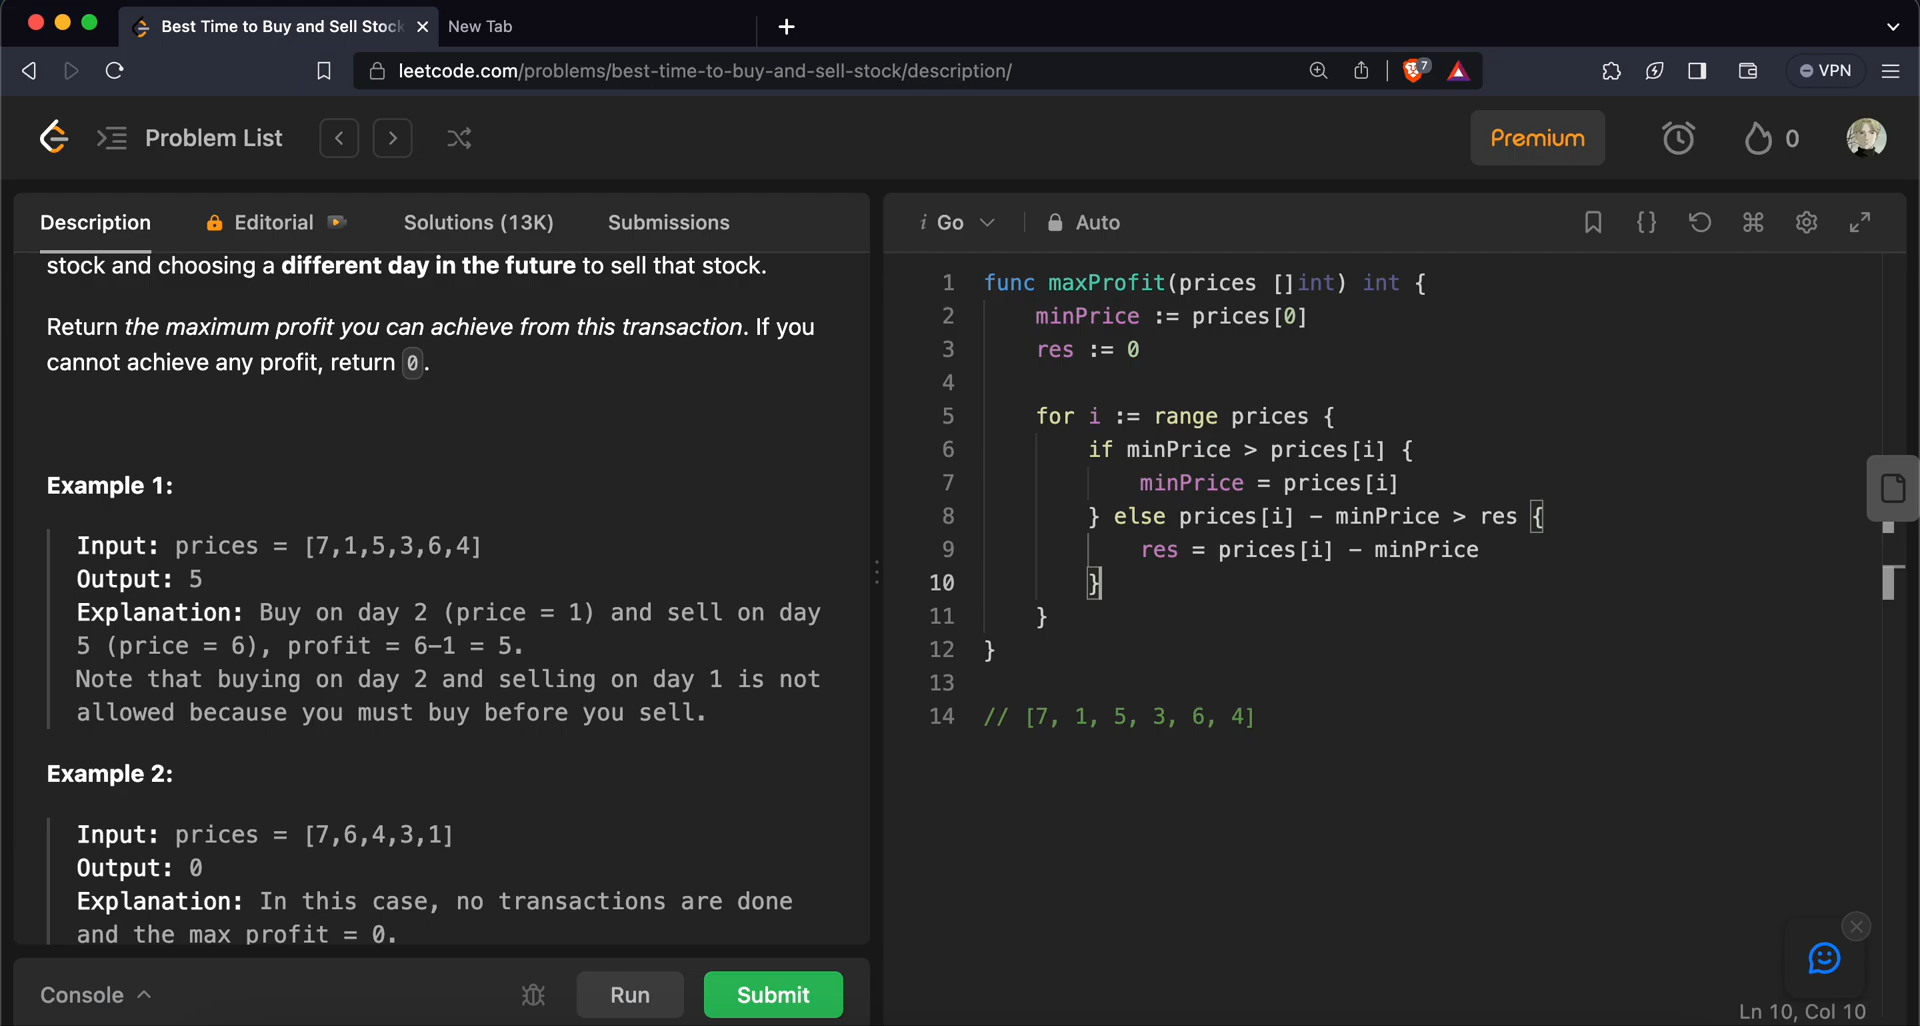 Best Time to Buy and Sell Stock
New Tab
leetcode.com/problems/best-time-to-buy-and-sell-stock/description/
7
VPN
Problem List
Premium
0
Description
Editorial
Solutions (13K)
Submissions
stock and choosing a different day in the future to sell that stock.
Return the maximum profit you can achieve from this transaction. If you
cannot achieve any profit, return 0.
Example 1:
Input: prices = [7,1,5,3,6,4]
Output: 5
Explanation: Buy on day 2 (price = 1) and sell on day
5 (price = 6), profit = 6-1 = 5.
Note that buying on day 2 and selling on day 1 is not
allowed because you must buy before you sell.
Example 2:
Input: prices = [7,6,4,3,1]
Output: 0
Explanation: In this case, no transactions are done
and the max profit = 0.
Console
Run
Submit
i Go
Auto
{}
1 func maxProfit(prices []int) int {
2 minPrice := prices[0]
3 res := 0
4
5 for i := range prices {
6 if minPrice > prices[i] {
7 minPrice = prices[i]
8 } else prices[i] - minPrice > res {
9 res = prices[i] - minPrice
10 }
11 }
12 }
13
14 // [7, 1, 5, 3, 6, 4]
Ln 10, Col 10